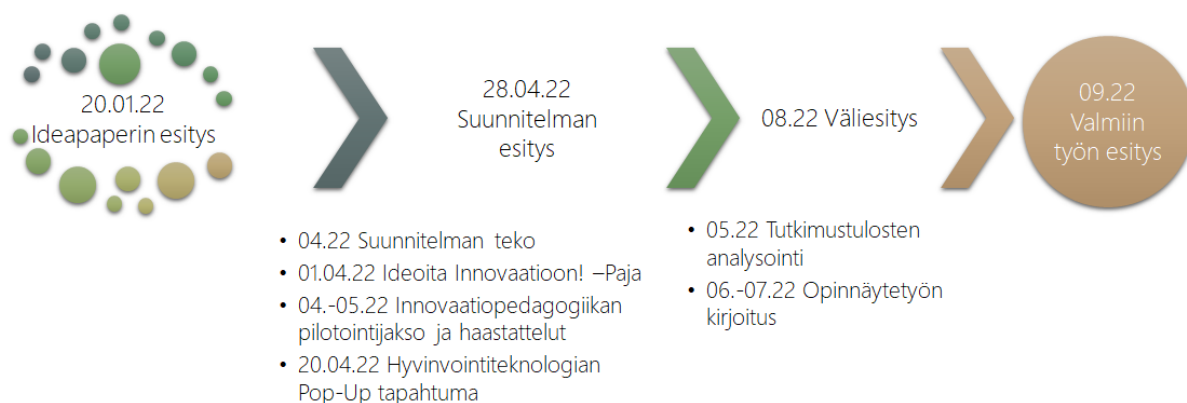 20.01.22
Ideapaperin esitys
28.04.22
Suunnitelman
esitys
• 04.22 Suunnitelman teko
• 01.04.22 Ideoita Innovaatioon! –Paja
• 04.-05.22 Innovaatiopedagogiikan
pilotointijakso ja haastattelut
• 20.04.22 Hyvinvointiteknologian
Pop-Up tapahtuma
08.22 Väliesitys
• 05.22 Tutkimustulosten
analysointi
• 06.-07.22 Opinnäytetyön
kirjoitus
09.22
Valmiin
työn esitys